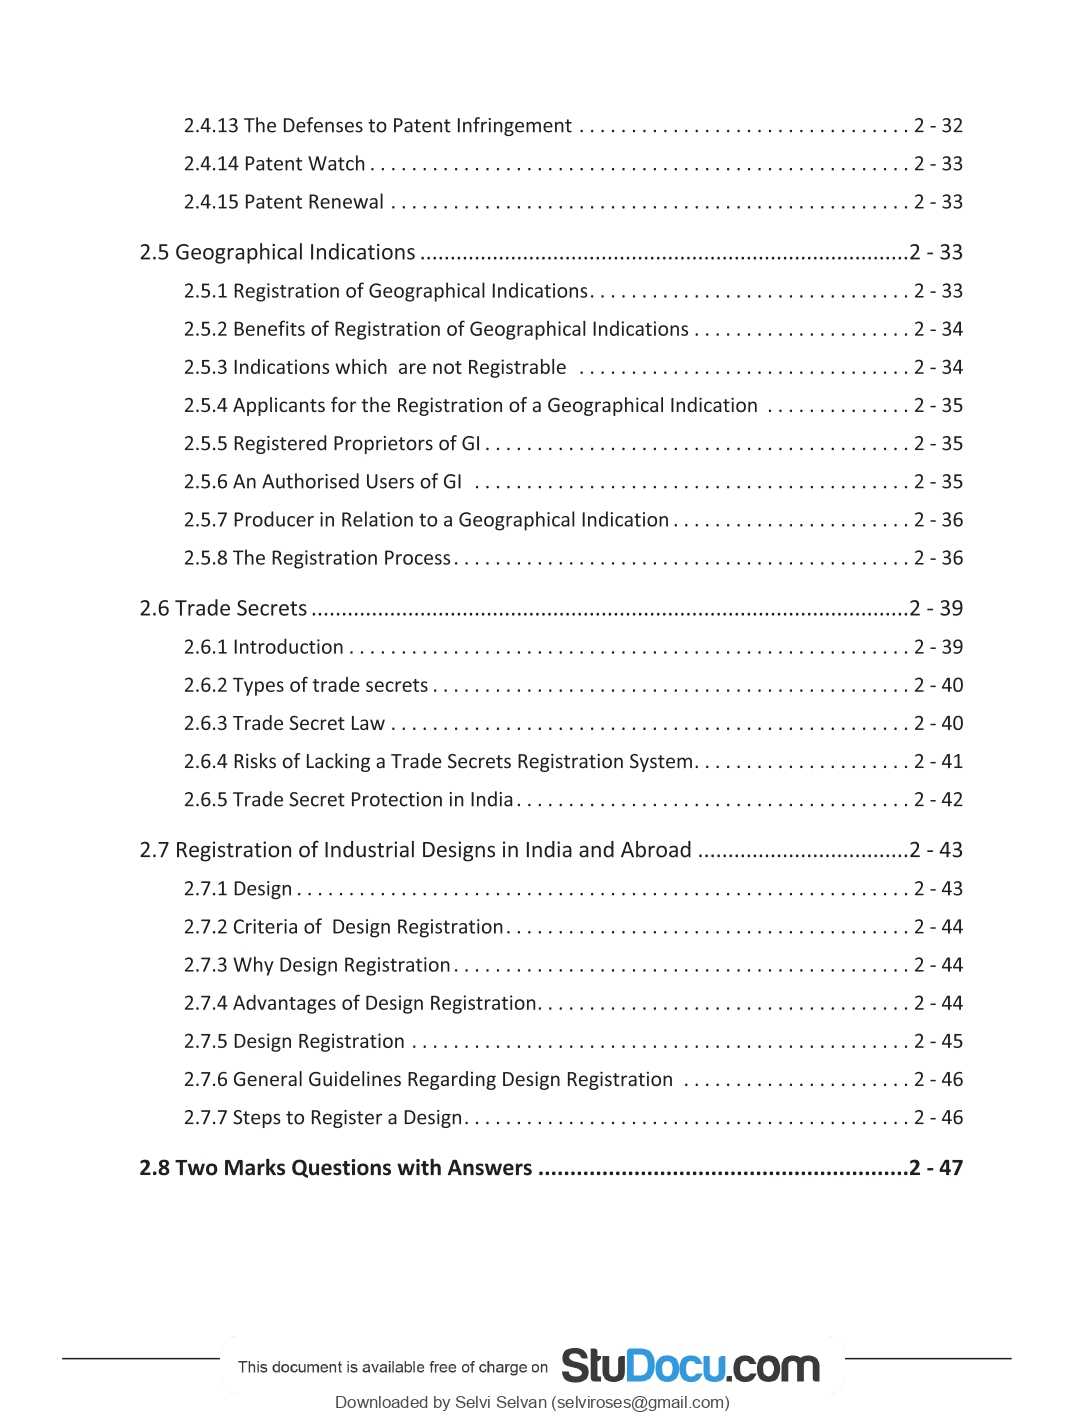 2.4.13 The Defenses to Patent Infringement . . . . . . . . . . . . . . . . . . . . . . . . . . . . . . . . 2 - 32
2.4.14 Patent Watch . . . . . . . . . . . . . . . . . . . . . . . . . . . . . . . . . . . . . . . . . . . . . . . . . . . . 2 - 33
2.4.15 Patent Renewal . . . . . . . . . . . . . . . . . . . . . . . . . . . . . . . . . . . . . . . . . . . . . . . . . . 2 - 33
2.5 Geographical Indications .................................................................................2 - 33
2.5.1 Registration of Geographical Indications. . . . . . . . . . . . . . . . . . . . . . . . . . . . . . . 2 - 33
2.5.2 Benefits of Registration of Geographical Indications . . . . . . . . . . . . . . . . . . . . . 2 - 34
2.5.3 Indications which  are not Registrable  . . . . . . . . . . . . . . . . . . . . . . . . . . . . . . . . 2 - 34
2.5.4 Applicants for the Registration of a Geographical Indication  . . . . . . . . . . . . . . 2 - 35
2.5.5 Registered Proprietors of GI . . . . . . . . . . . . . . . . . . . . . . . . . . . . . . . . . . . . . . . . . 2 - 35
2.5.6 An Authorised Users of GI  . . . . . . . . . . . . . . . . . . . . . . . . . . . . . . . . . . . . . . . . . . 2 - 35
2.5.7 Producer in Relation to a Geographical Indication . . . . . . . . . . . . . . . . . . . . . . . 2 - 36
2.5.8 The Registration Process. . . . . . . . . . . . . . . . . . . . . . . . . . . . . . . . . . . . . . . . . . . . 2 - 36
2.6 Trade Secrets ...................................................................................................2 - 39
2.6.1 Introduction . . . . . . . . . . . . . . . . . . . . . . . . . . . . . . . . . . . . . . . . . . . . . . . . . . . . . . 2 - 39
2.6.2 Types of trade secrets . . . . . . . . . . . . . . . . . . . . . . . . . . . . . . . . . . . . . . . . . . . . . . 2 - 40
2.6.3 Trade Secret Law . . . . . . . . . . . . . . . . . . . . . . . . . . . . . . . . . . . . . . . . . . . . . . . . . . 2 - 40
2.6.4 Risks of Lacking a Trade Secrets Registration System. . . . . . . . . . . . . . . . . . . . . 2 - 41
2.6.5 Trade Secret Protection in India . . . . . . . . . . . . . . . . . . . . . . . . . . . . . . . . . . . . . . 2 - 42
2.7 Registration of Industrial Designs in India and Abroad ...................................2 - 43
2.7.1 Design . . . . . . . . . . . . . . . . . . . . . . . . . . . . . . . . . . . . . . . . . . . . . . . . . . . . . . . . . . . 2 - 43
2.7.2 Criteria of  Design Registration. . . . . . . . . . . . . . . . . . . . . . . . . . . . . . . . . . . . . . . 2 - 44
2.7.3 Why Design Registration . . . . . . . . . . . . . . . . . . . . . . . . . . . . . . . . . . . . . . . . . . . . 2 - 44
2.7.4 Advantages of Design Registration. . . . . . . . . . . . . . . . . . . . . . . . . . . . . . . . . . . . 2 - 44
2.7.5 Design Registration . . . . . . . . . . . . . . . . . . . . . . . . . . . . . . . . . . . . . . . . . . . . . . . . 2 - 45
2.7.6 General Guidelines Regarding Design Registration  . . . . . . . . . . . . . . . . . . . . . . 2 - 46
2.7.7 Steps to Register a Design. . . . . . . . . . . . . . . . . . . . . . . . . . . . . . . . . . . . . . . . . . . 2 - 46
2.8 Two Marks Questions with Answers .............................................................2 - 47
This document is available free of charge on StuDocu.com
Downloaded by Selvi Selvan (selviroses@gmail.com)